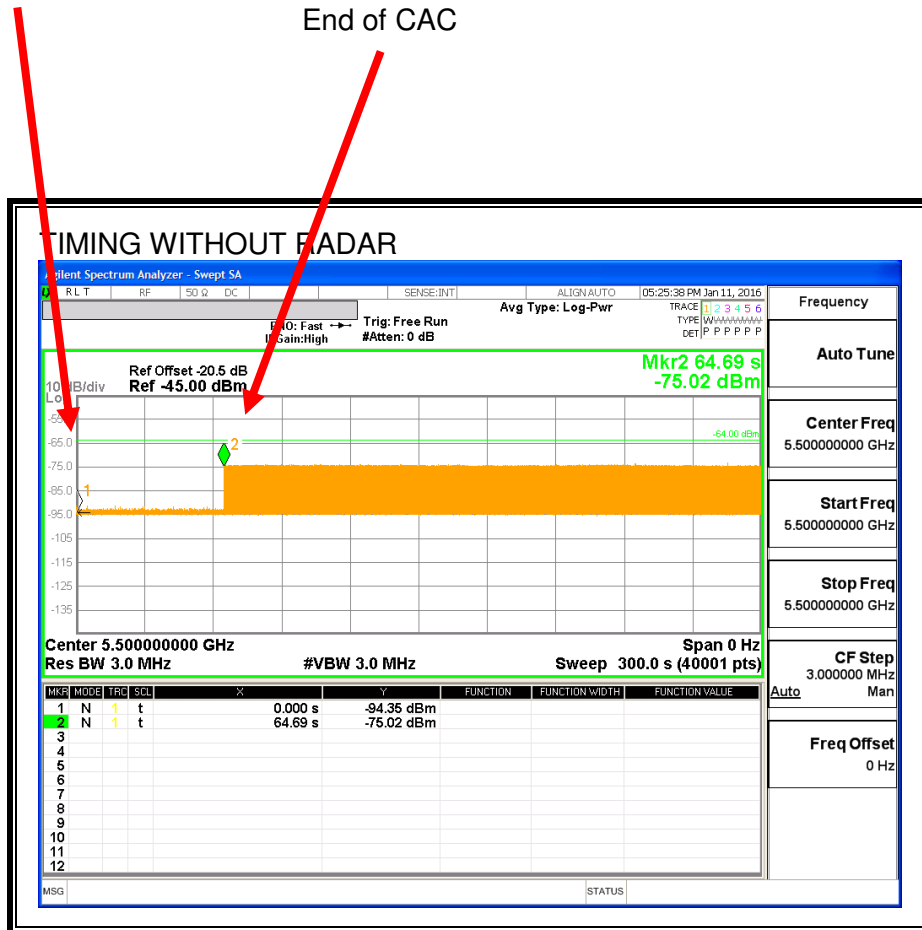 End of CAC
TIMING WITHOUT RADAR
Agilent Spectrum Analyzer - Swept SA
R L T RF 50 Ω DC SENSE:INT ALIGN AUTO 05:25:38 PM Jan 11, 2016
Fast Trig: Free Run Avg Type: Log-Pwr TRACE 1 2 3 4 5 6
TYPE
Gain:High #Atten: 0 dB DET P P P P P P
Mkr2 64.69 s
-75.02 dBm
Ref Offset -20.5 dB
10 dB/div Ref -45.00 dBm
-64.00 dBm
-65.0
2
-75.0
-85.0
1
-95.0
-105
-115
-125
-135
Center 5.500000000 GHz Span 0 Hz
Res BW 3.0 MHz #VBW 3.0 MHz Sweep 300.0 s (40001 pts)
MKR MODE TRC SCL X Y FUNCTION FUNCTION WIDTH FUNCTION VALUE
1 N 1 t 0.000 s -94.35 dBm
2 N 1 t 64.69 s -75.02 dBm
3
4
5
6
7
8
9
10
11
12
MSG STATUS
Frequency
Auto Tune
Center Freq
5.500000000 GHz
Start Freq
5.500000000 GHz
Stop Freq
5.500000000 GHz
CF Step
3.000000 MHz
Auto Man
Freq Offset
0 Hz